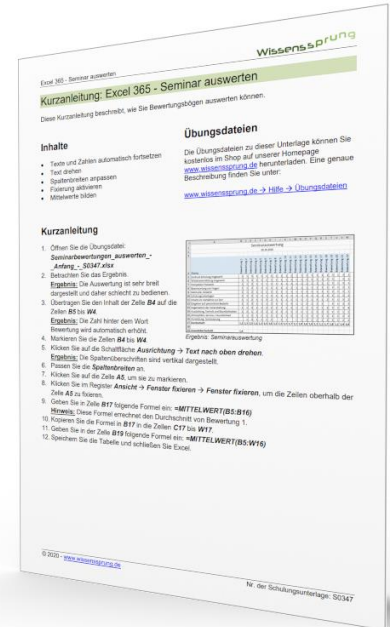 Wissenssprung
Excel 365 - Seminar auswerten
Kurzanleitung: Excel 365 - Seminar auswerten
Diese Kurzanleitung beschreibt, wie Sie Bewertungsbögen auswerten können.
Inhalte
• Texte und Zahlen automatisch fortsetzen
• Text drehen
• Spaltenbreiten anpassen
• Fixierung aktivieren
• Mittelwerte bilden
Übungsdateien
Die Übungsdateien zu dieser Unterlage können Sie
kostenlos im Shop auf unserer Homepage
www.wissenssprung.de herunterladen. Eine genaue
Beschreibung finden Sie unter:
www.wissenssprung.de → Hilfe → Übungsdateien
Kurzanleitung
1. Öffnen Sie die Übungsdatei:
Seminarbewertungen_auswerten_-
_Anfang_-_S0347.xlsx
2. Betrachten Sie das Ergebnis.
Ergebnis: Die Auswertung ist sehr breit
dargestellt und daher schlecht zu bedienen.
3. Übertragen Sie den Inhalt der Zelle B4 auf die
Zellen B5 bis W4.
Ergebnis: Die Zahl hinter dem Wort
Bewertung wird automatisch erhöht.
4. Markieren Sie die Zellen B4 bis W4.
5. Klicken Sie auf die Schaltfläche Ausrichtung → Text nach oben drehen.
Ergebnis: Die Spaltenüberschriften sind vertikal dargestellt.
6. Passen Sie die Spaltenbreiten an.
7. Klicken Sie auf die Zelle A5, um sie zu markieren.
8. Klicken Sie im Register Ansicht → Fenster fixieren → Fenster fixieren, um die Zeilen oberhalb der
Zelle A5 zu fixieren.
9. Geben Sie in Zelle B17 folgende Formel ein: =MITTELWERT(B5:B16)
Hinweis: Diese Formel errechnet den Durchschnitt von Bewertung 1.
10. Kopieren Sie die Formel in B17 in die Zellen C17 bis W17.
11. Geben Sie in der Zelle B19 folgende Formel ein: =MITTELWERT(B5:W16)
12. Speichern Sie die Tabelle und schließen Sie Excel.
Ergebnis: Seminarauswertung
© 2020 - www.wissenssprung.de
Nr. der Schulungsunterlage: S0347